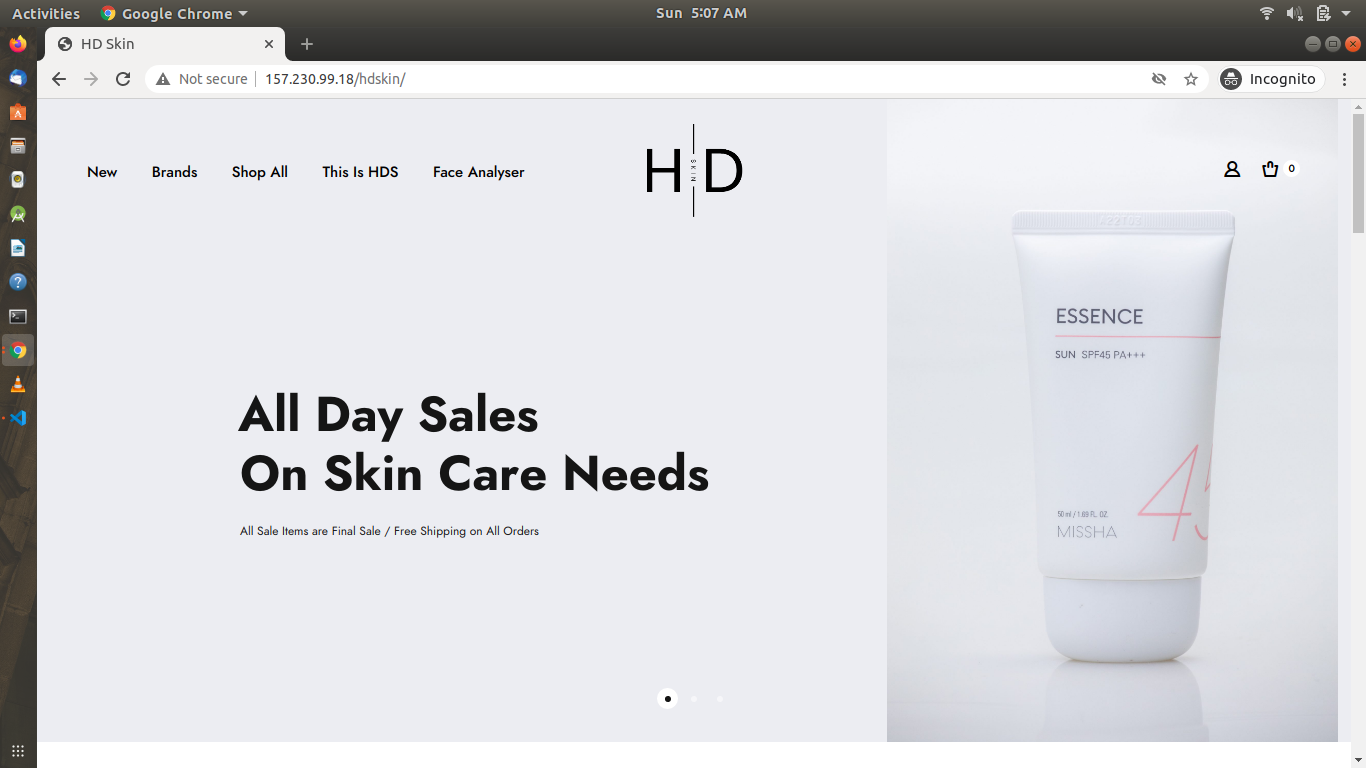 Activities
Google Chrome
Sun 5:07 AM
HD Skin
Not secure
157.230.99.18/hdskin/
Incognito
New
Brands
Shop All
This Is HDS
Face Analyser
H SKIN D
0
All Day Sales
On Skin Care Needs
All Sale Items are Final Sale / Free Shipping on All Orders
ESSENCE
SUN SPF45 PA+++
45
50 ml / 1.69 FL. OZ.
MISSHA